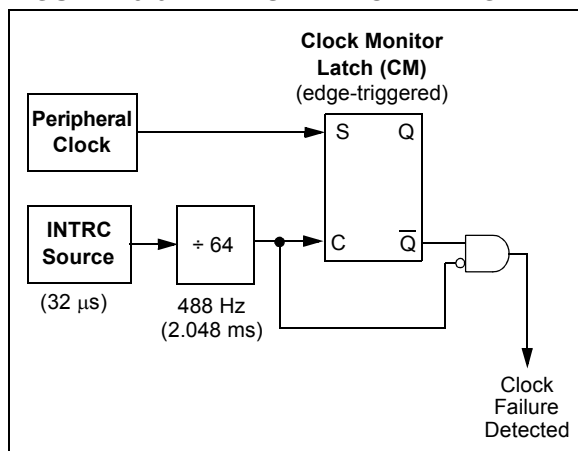 Clock Monitor
Latch (CM)
(edge-triggered)
Peripheral
Clock
S Q
INTRC
Source
÷ 64
C Q̅
(32 μs)
488 Hz
(2.048 ms)
Clock
Failure
Detected